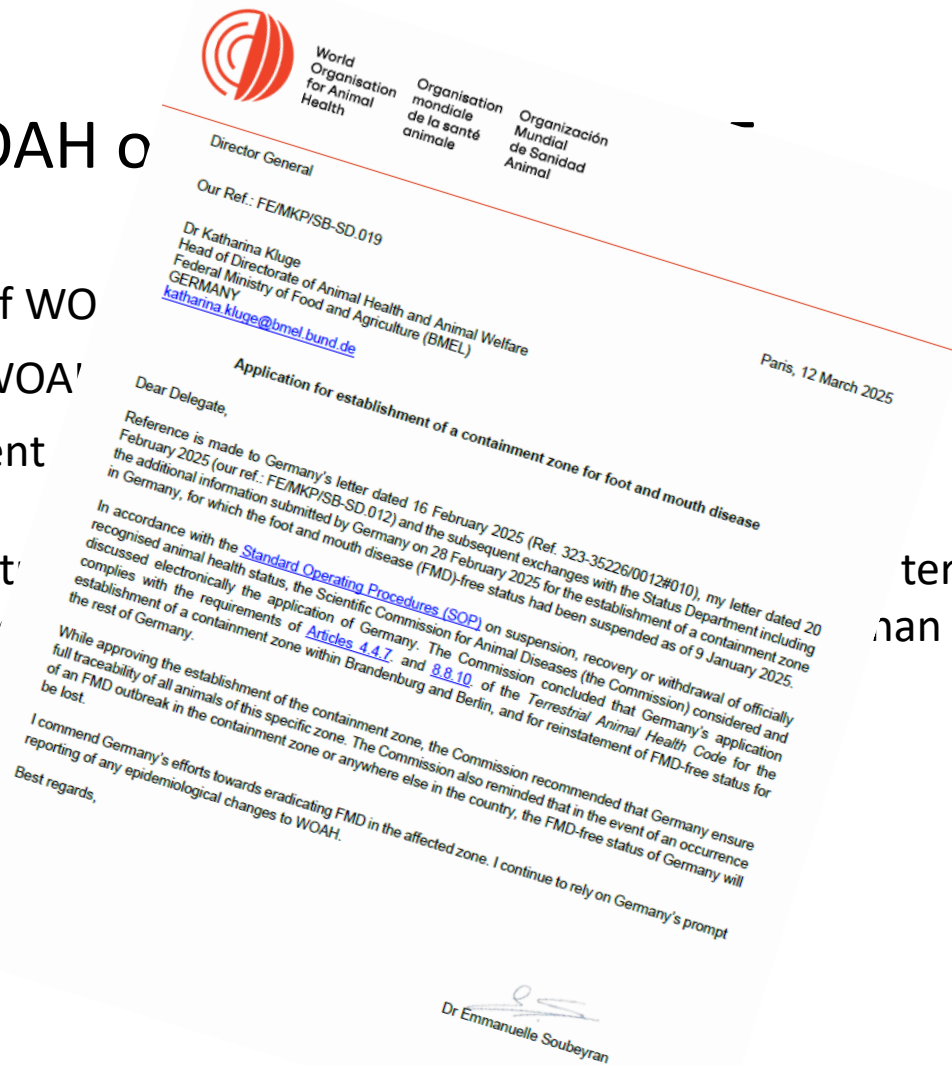 World
Organisation
for Animal
Health
Organisation
mondiale
de la santé
animale
Organización
Mundial
de Sanidad
Animal
Director General
Our Ref.: FE/MKP/SB-SD.019
Dr Katharina Kluge
Head of Directorate of Animal Health and Animal Welfare
Federal Ministry of Food and Agriculture (BMEL)
GERMANY
katharina.kluge@bmel.bund.de
Paris, 12 March 2025
Application for establishment of a containment zone for foot and mouth disease
Dear Delegate,
Reference is made to Germany's letter dated 16 February 2025 (Ref. 323-35226/0012#010), my letter dated 20
February 2025 (our ref.: FE/MKP/SB-SD.012) and the subsequent exchanges with the Status Department including
the additional information submitted by Germany on 28 February 2025 for the establishment of a containment zone
in Germany, for which the foot and mouth disease (FMD)-free status had been suspended as of 9 January 2025.
In accordance with the Standard Operating Procedures (SOP) on suspension, recovery or withdrawal of officially
recognised animal health status, the Scientific Commission for Animal Diseases (the Commission) considered and
discussed electronically the application of Germany. The Commission concluded that Germany's application
complies with the requirements of Articles 4.4.7. and 8.8.10. of the Terrestrial Animal Health Code for the
establishment of a containment zone within Brandenburg and Berlin, and for reinstatement of FMD-free status for
the rest of Germany.
While approving the establishment of the containment zone, the Commission recommended that Germany ensure
full traceability of all animals of this specific zone. The Commission also reminded that in the event of an occurrence
of an FMD outbreak in the containment zone or anywhere else in the country, the FMD-free status of Germany will
be lost.
I commend Germany's efforts towards eradicating FMD in the affected zone. I continue to rely on Germany's prompt
reporting of any epidemiological changes to WOAH.
Best regards,
Dr Emmanuelle Soubeyran